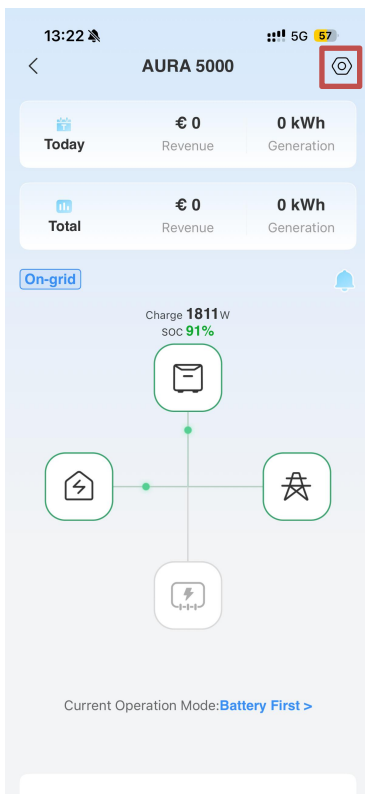 13:22 5G 57
AURA 5000
€ 0 0 kWh
Today Revenue Generation
€ 0 0 kWh
Total Revenue Generation
On-grid
Charge 1811W
SOC 91%
Current Operation Mode:Battery First >